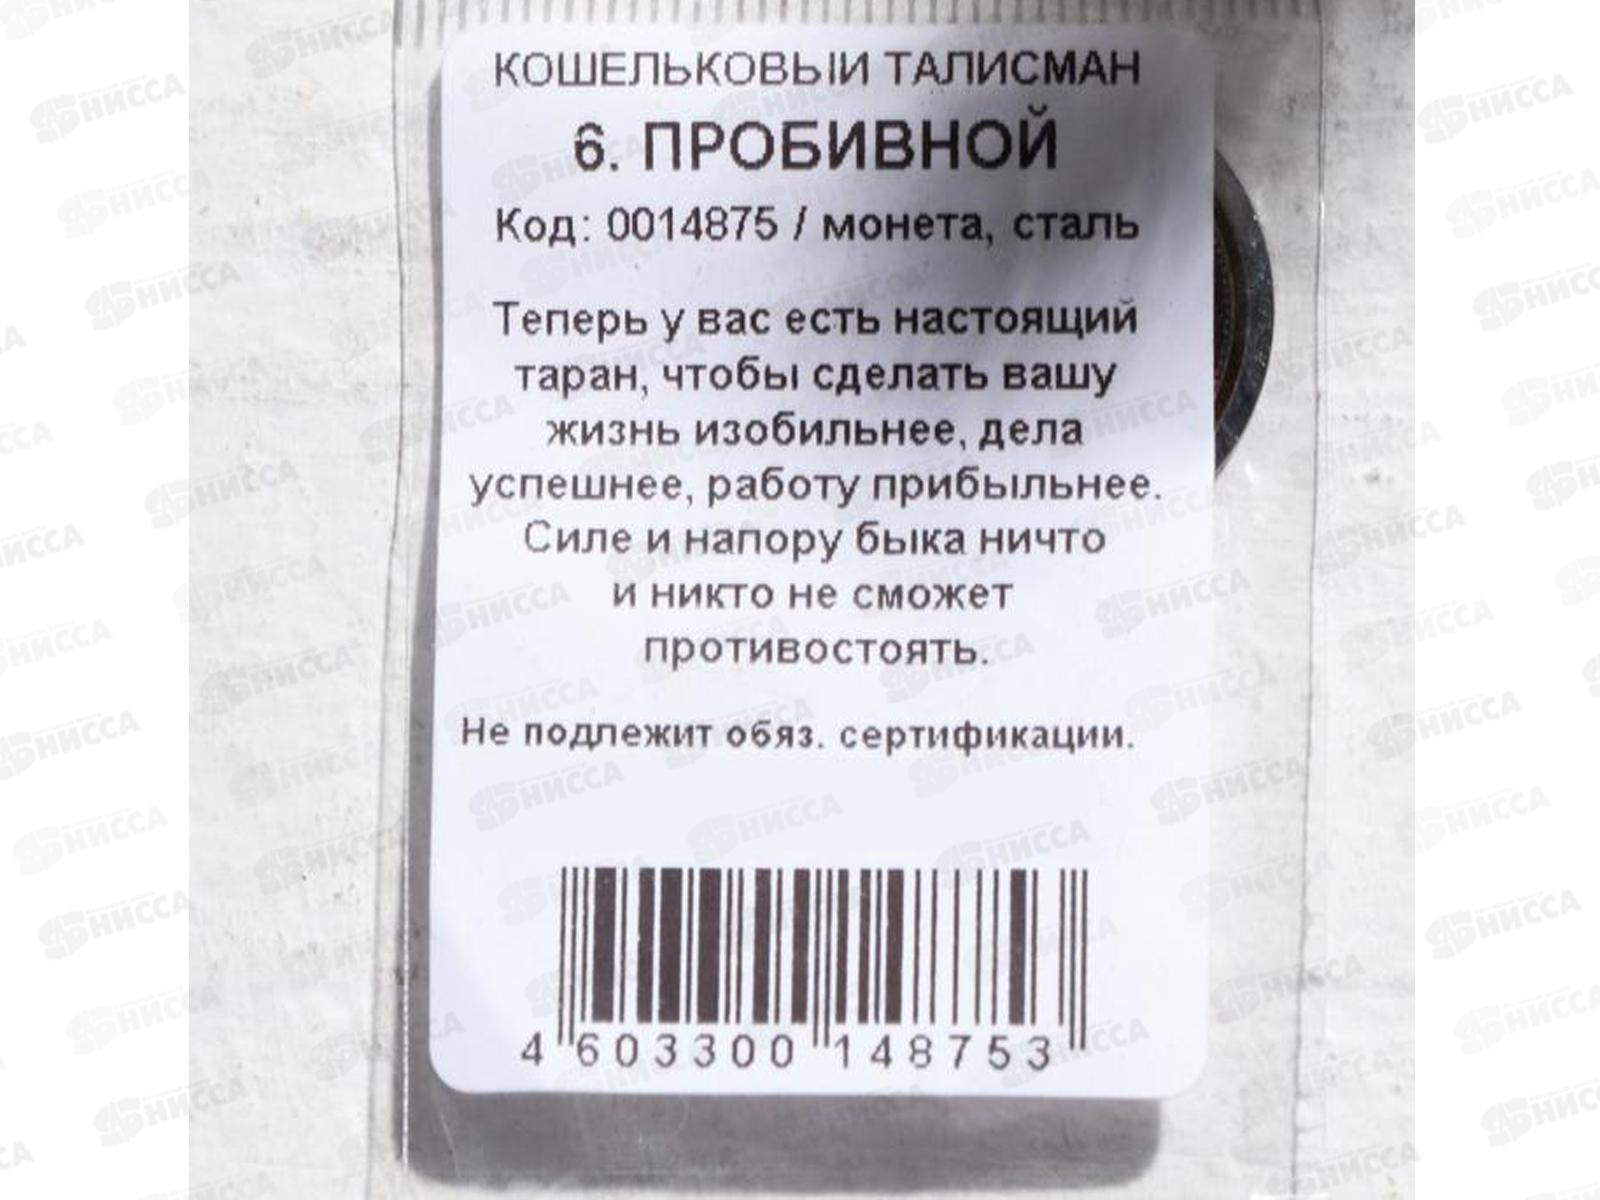 КОШЕЛЬКОВЫЙ ТАЛИСМАН
6. ПРОБИВНОЙ
Код: 0014875 / монета, сталь
Теперь у вас есть настоящий
таран, чтобы сделать вашу
жизнь изобильнее, дела
успешнее, работу прибыльнее.
Силе и напору быка ничто
и никто не сможет
противостоять.
Не подлежит обяз. сертификации.
4 603300 148753
НИССА